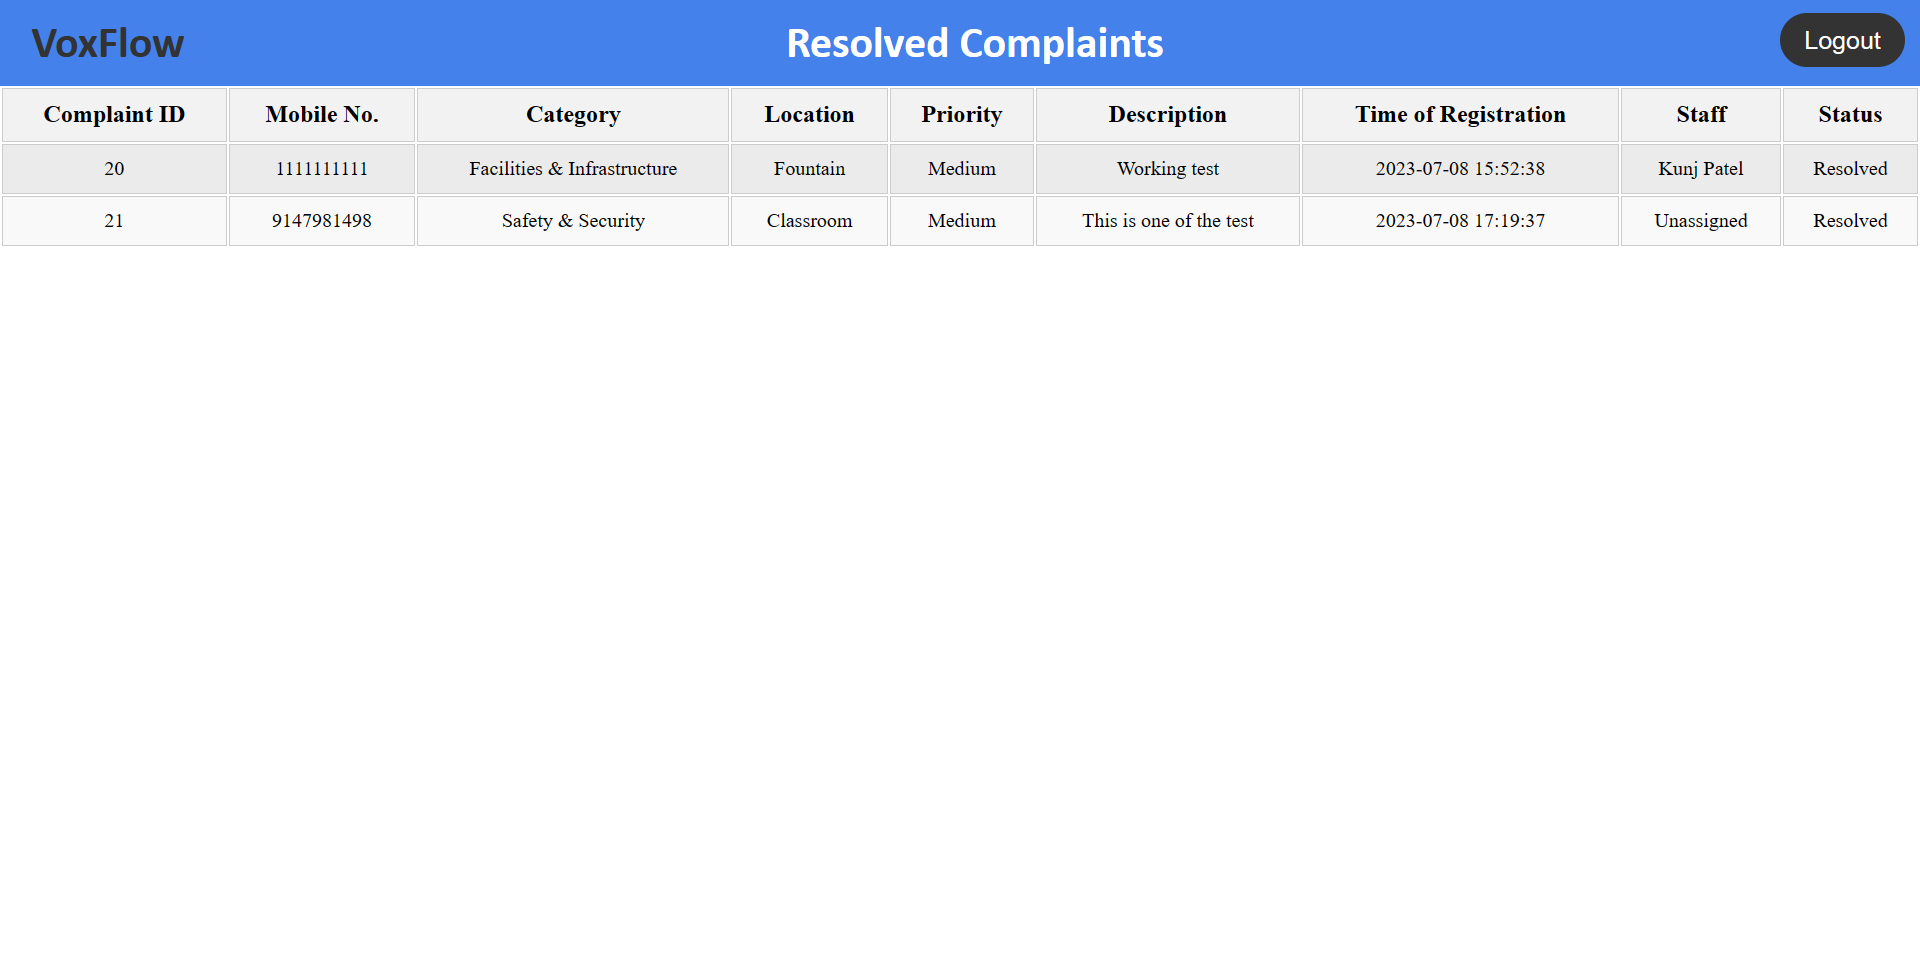 VoxFlow Resolved Complaints Logout
Complaint ID Mobile No. Category Location Priority Description Time of Registration Staff Status
20 1111111111 Facilities & Infrastructure Fountain Medium Working test 2023-07-08 15:52:38 Kunj Patel Resolved
21 9147981498 Safety & Security Classroom Medium This is one of the test 2023-07-08 17:19:37 Unassigned Resolved